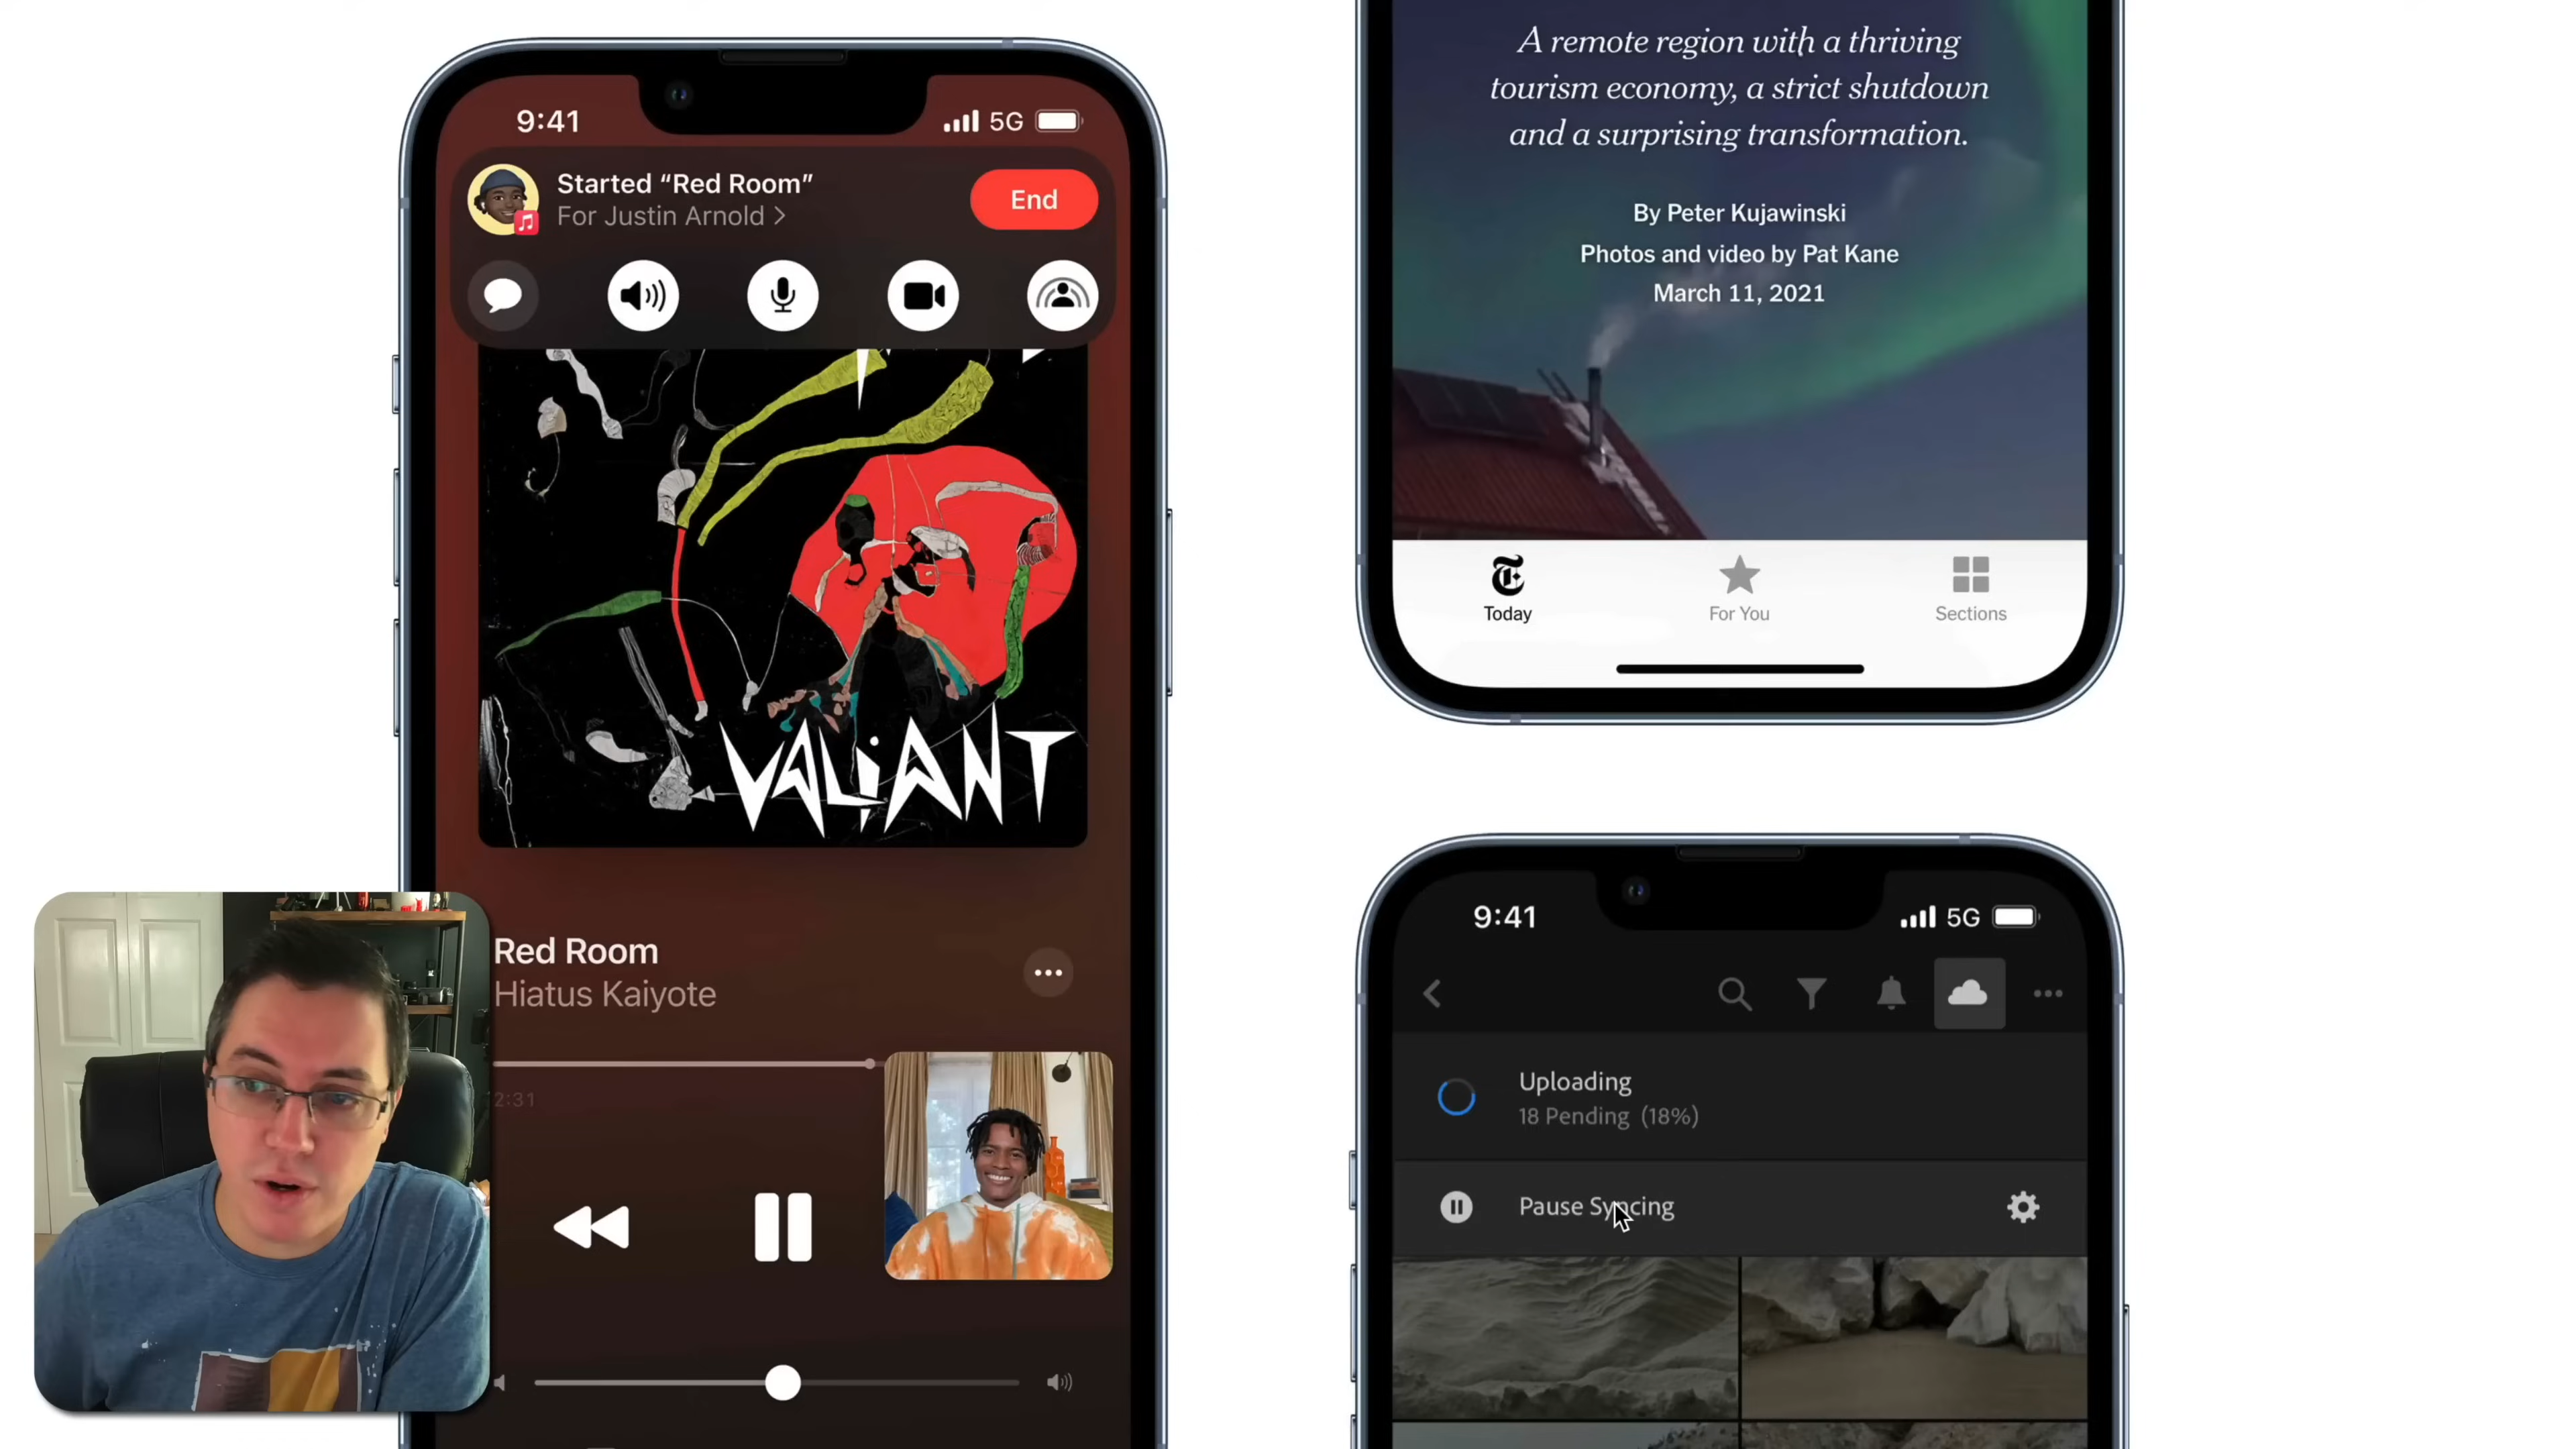 9:41
5G
Started “Red Room”
For Justin Arnold >
End
VALiANT
Red Room
Hiatus Kaiyote
2:31
A remote region with a thriving
tourism economy, a strict shutdown
and a surprising transformation.
By Peter Kujawinski
Photos and video by Pat Kane
March 11, 2021
Today
For You
Sections
9:41
5G
Uploading
18 Pending (18%)
Pause Syncing